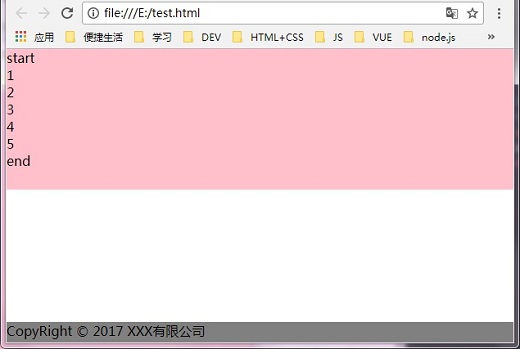 file:///E:/test.html
应用 便捷生活 学习 DEV HTML+CSS JS VUE node.js »
start
1
2
3
4
5
end
CopyRight © 2017 XXX有限公司